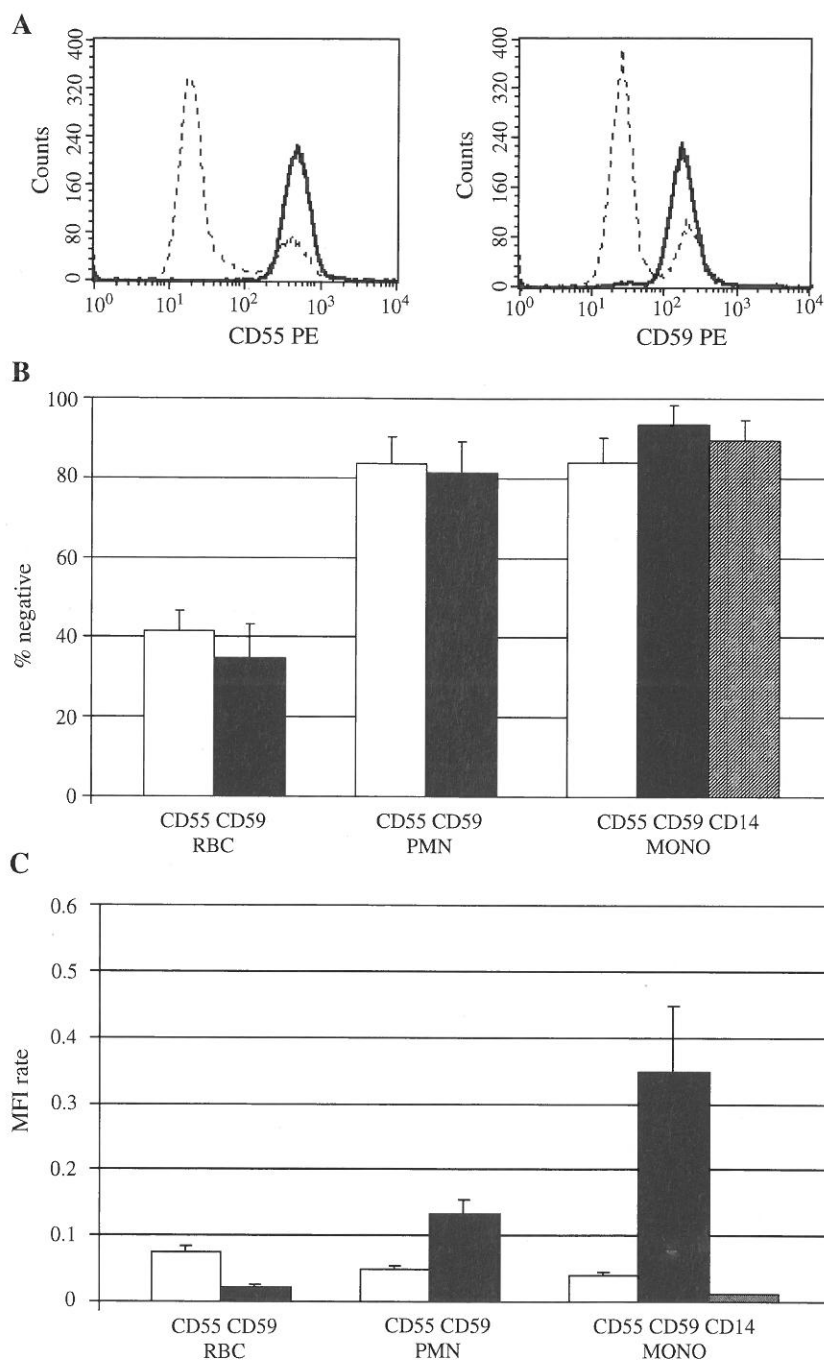 A
400
320
240
160
80
0
Counts
10^0 10^1 10^2 10^3 10^4
CD55 PE
400
320
240
160
80
0
Counts
10^0 10^1 10^2 10^3 10^4
CD59 PE
B
100
80
60
40
20
0
% negative
CD55 CD59
RBC
CD55 CD59
PMN
CD55 CD59 CD14
MONO
C
0.6
0.5
0.4
0.3
0.2
0.1
0
MFI rate
CD55 CD59
RBC
CD55 CD59
PMN
CD55 CD59 CD14
MONO